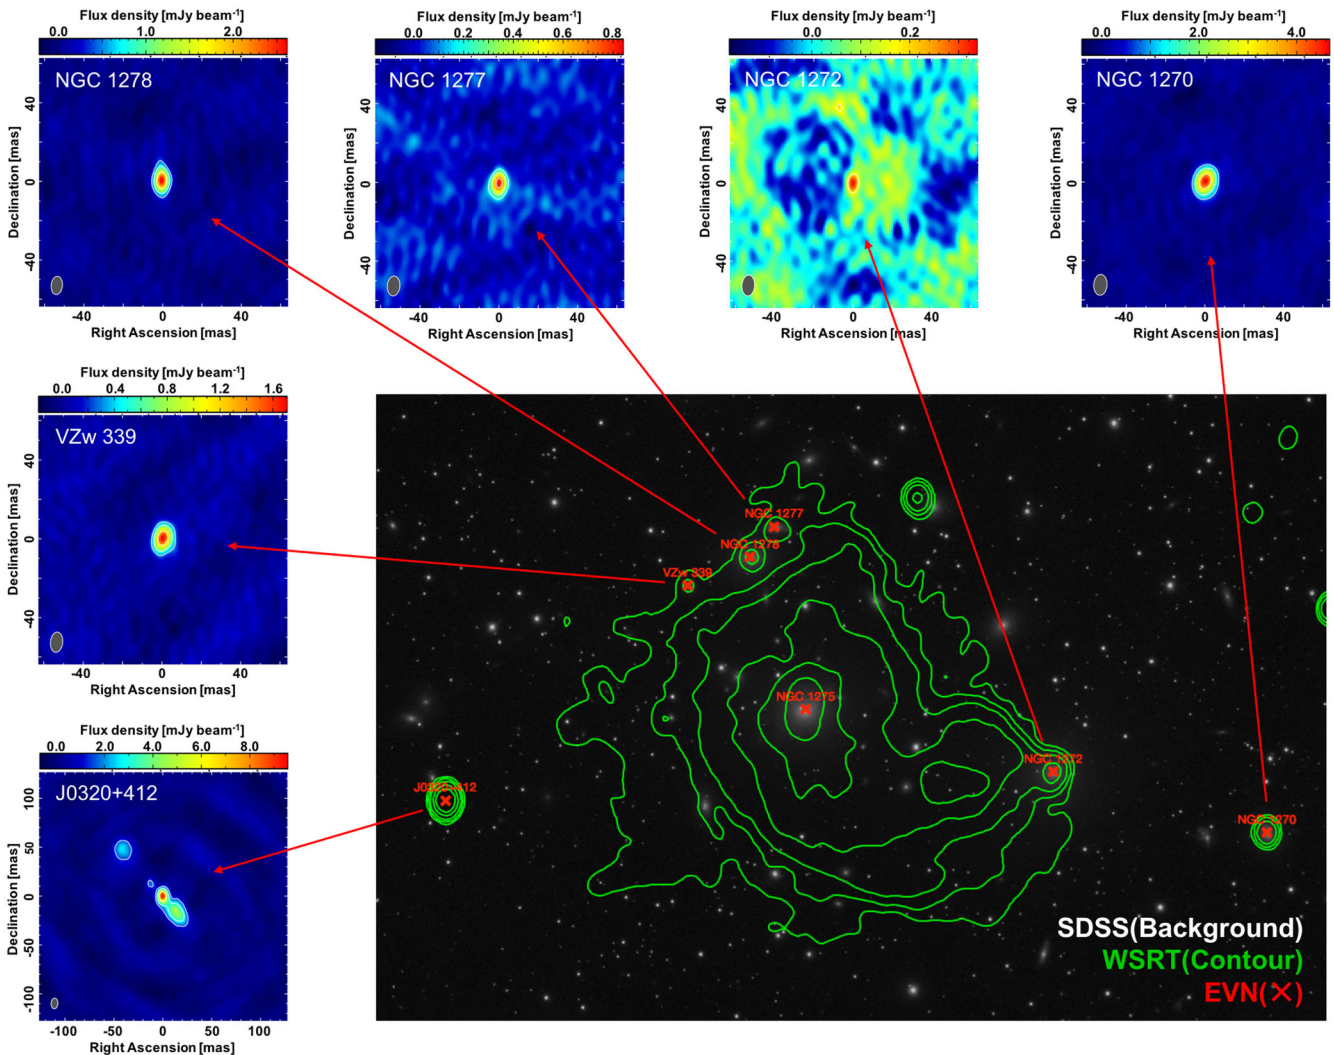 Flux density [mJy beam⁻¹]
0.0 1.0 2.0
NGC 1278
40
0
-40
Declination [mas]
-40 0 40
Right Ascension [mas]
Flux density [mJy beam⁻¹]
0.0 0.2 0.4 0.6 0.8
NGC 1277
40
0
-40
Declination [mas]
-40 0 40
Right Ascension [mas]
Flux density [mJy beam⁻¹]
0.0 0.2
NGC 1272
40
0
-40
Declination [mas]
-40 0 40
Right Ascension [mas]
Flux density [mJy beam⁻¹]
0.0 2.0 4.0
NGC 1270
40
0
-40
Declination [mas]
-40 0 40
Right Ascension [mas]
Flux density [mJy beam⁻¹]
0.0 0.4 0.8 1.2 1.6
VZw 339
40
0
-40
Declination [mas]
-40 0 40
Right Ascension [mas]
Flux density [mJy beam⁻¹]
0.0 2.0 4.0 6.0 8.0
J0320+412
100
50
0
-50
-100
Declination [mas]
-100 -50 0 50 100
Right Ascension [mas]
NGC 1277
NGC 1278
VZw 339
NGC 1275
NGC 1272
J0320+412
NGC 1270
SDSS(Background)
WSRT(Contour)
EVN(✕)